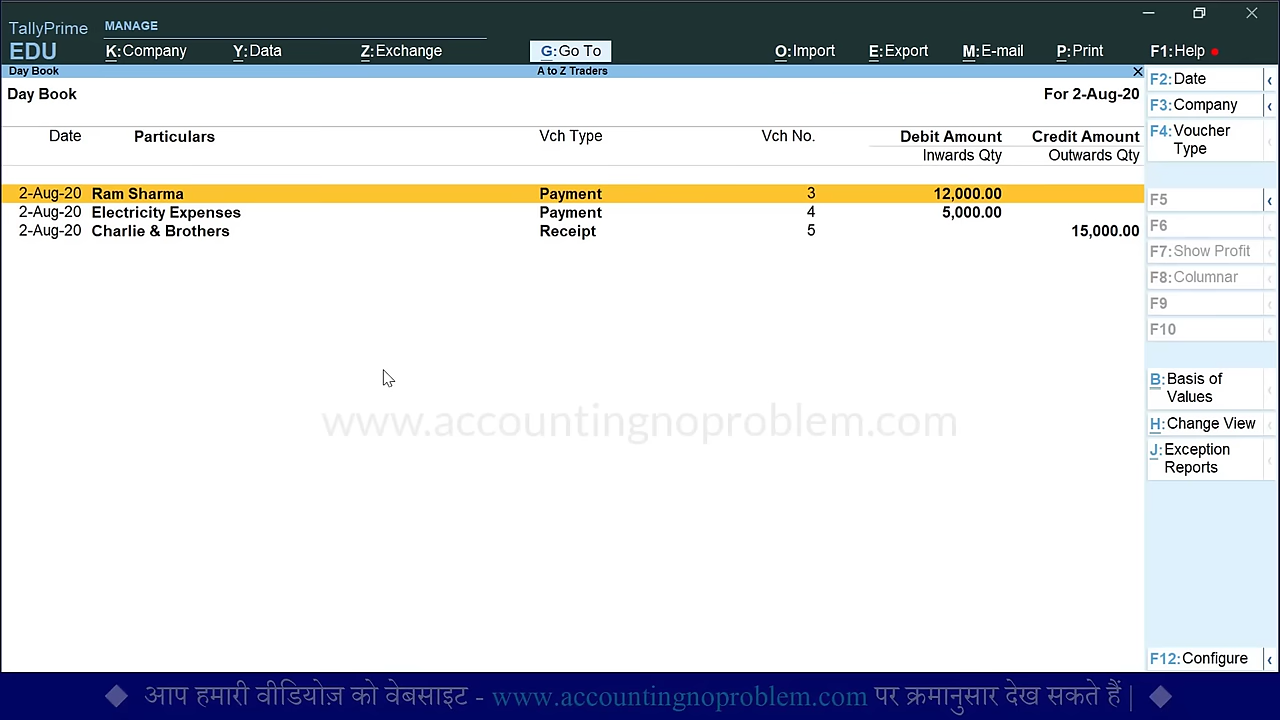 TallyPrime MANAGE
EDU K:Company Y:Data Z:Exchange G:Go To O:Import E:Export M:E-mail P:Print F1:Help
Day Book A to Z Traders
Day Book For 2-Aug-20
Date Particulars Vch Type Vch No. Debit Amount Credit Amount
Inwards Qty Outwards Qty
2-Aug-20 Ram Sharma Payment 3 12,000.00
2-Aug-20 Electricity Expenses Payment 4 5,000.00
2-Aug-20 Charlie & Brothers Receipt 5 15,000.00
www.accountingnoproblem.com
F2:Date
F3:Company
F4:Voucher
Type
F5
F6
F7:Show Profit
F8:Columnar
F9
F10
B:Basis of
Values
H:Change View
J:Exception
Reports
F12:Configure
आप हमारी वीडियोज़ को वेबसाइट - www.accountingnoproblem.com पर क्रमानुसार देख सकते हैं |